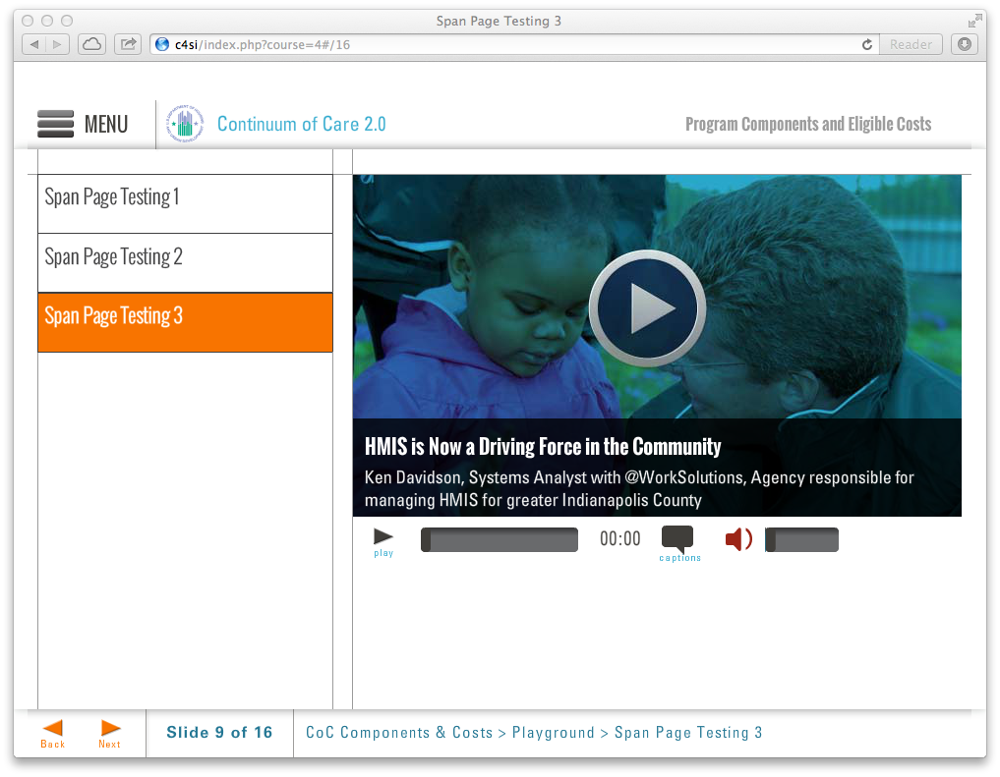 Span Page Testing 3
c4si/index.php?course=4#/16
Reader
MENU
Continuum of Care 2.0
Program Components and Eligible Costs
Span Page Testing 1
Span Page Testing 2
Span Page Testing 3
HMIS is Now a Driving Force in the Community
Ken Davidson, Systems Analyst with @WorkSolutions, Agency responsible for
managing HMIS for greater Indianapolis County
play
00:00
captions
Back
Next
Slide 9 of 16
CoC Components & Costs > Playground > Span Page Testing 3